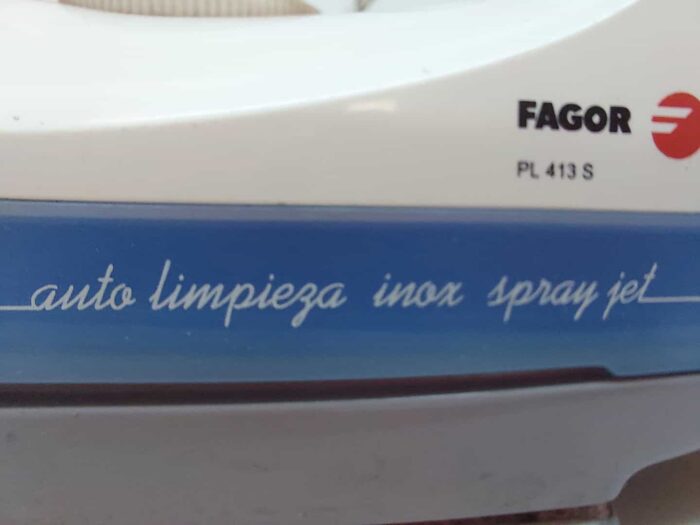 FAGOR
PL 413 S
auto limpieza inox spray jet